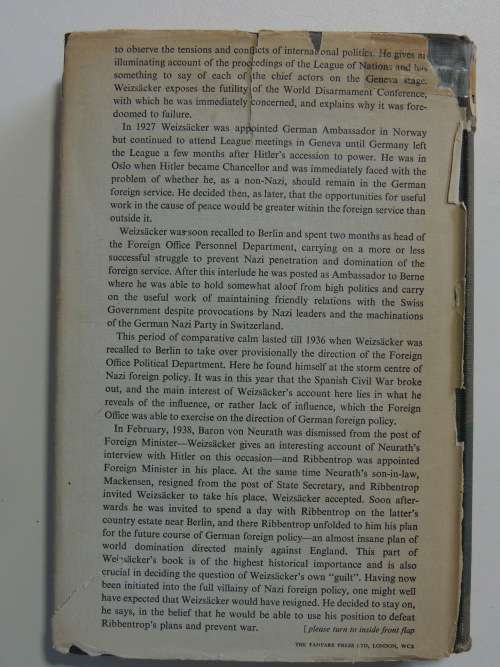 to observe the tensions and conflicts of international politics. He gives an
illuminating account of the proceedings of the League of Nations and has
something to say of each of the chief actors on the Geneva stage.
Weizsäcker exposes the futility of the World Disarmament Conference,
with which he was immediately concerned, and explains why it was fore-
doomed to failure.
In 1927 Weizsäcker was appointed German Ambassador in Norway
but continued to attend League meetings in Geneva until Germany left
the League a few months after Hitler's accession to power. He was in
Oslo when Hitler became Chancellor and was immediately faced with the
problem of whether he, as a non-Nazi, should remain in the German
foreign service. He decided then, as later, that the opportunities for useful
work in the cause of peace would be greater within the foreign service than
outside it.
Weizsäcker was soon recalled to Berlin and spent two months as head of
the Foreign Office Personnel Department, carrying on a more or less
successful struggle to prevent Nazi penetration and domination of the
foreign service. After this interlude he was posted as Ambassador to Berne
where he was able to hold somewhat aloof from high politics and carry
on the useful work of maintaining friendly relations with the Swiss
Government despite provocations by Nazi leaders and the machinations
of the German Nazi Party in Switzerland.
This period of comparative calm lasted till 1936 when Weizsäcker was
recalled to Berlin to take over provisionally the direction of the Foreign
Office Political Department. Here he found himself at the storm centre of
Nazi foreign policy. It was in this year that the Spanish Civil War broke
out, and the main interest of Weizsäcker's account here lies in what he
reveals of the influence, or rather lack of influence, which the Foreign
Office was able to exercise on the direction of German foreign policy.
In February, 1938, Baron von Neurath was dismissed from the post of
Foreign Minister—Weizsäcker gives an interesting account of Neurath's
interview with Hitler on this occasion—and Ribbentrop was appointed
Foreign Minister in his place. At the same time Neurath's son-in-law,
Mackensen, resigned from the post of State Secretary, and Ribbentrop
invited Weizsäcker to take his place. Weizsäcker accepted. Soon after-
wards he was invited to spend a day with Ribbentrop on the latter's
country estate near Berlin, and there Ribbentrop unfolded to him his plan
for the future course of German foreign policy—an almost insane plan of
world domination directed mainly against England. This part of
Weizsäcker's book is of the highest historical importance and is also
crucial in deciding the question of Weizsäcker's own "guilt". Having now
been initiated into the full villainy of Nazi foreign policy, one might well
have expected that Weizsäcker would have resigned. He decided to stay on,
he says, in the belief that he would be able to use his position to defeat
Ribbentrop's plans and prevent war. [please turn to inside front flap
THE FANFARE PRESS LTD, LONDON, WC2